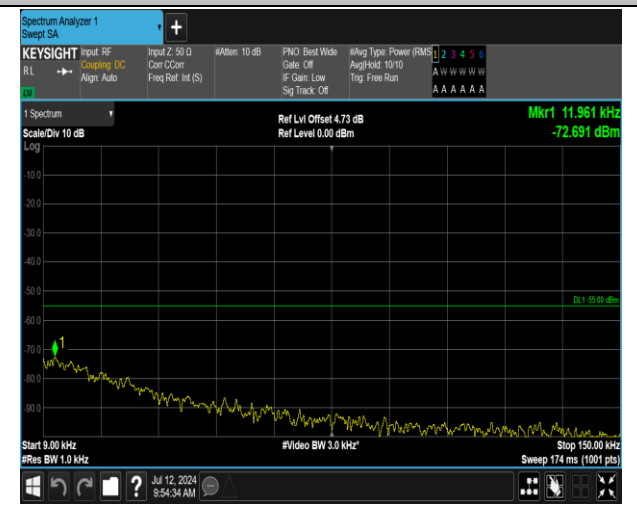 Spectrum Analyzer 1
Swept SA
+
KEYSIGHT Input: RF Input Z: 50 Ω #Atten: 10 dB PNO: Best Wide #Avg Type: Power (RMS 1 2 3 4 5 6
RL Coupling: DC Corr CCorr Gate: Off Avg|Hold: 10/10 A W W W W W
Align: Auto Freq Ref: Int (S) IF Gain: Low Trig: Free Run
Sig Track: Off A A A A A A
1 Spectrum Ref Lvl Offset 4.73 dB Mkr1 11.961 kHz
Scale/Div 10 dB Ref Level 0.00 dBm -72.691 dBm
Log
-10.0
-20.0
-30.0
-40.0
-50.0
DL1 -55.00 dBm
-60.0
-70.0 1
-80.0
-90.0
Start 9.00 kHz #Video BW 3.0 kHz* Stop 150.00 kHz
#Res BW 1.0 kHz Sweep 174 ms (1001 pts)
? Jul 12, 2024
9:54:34 AM